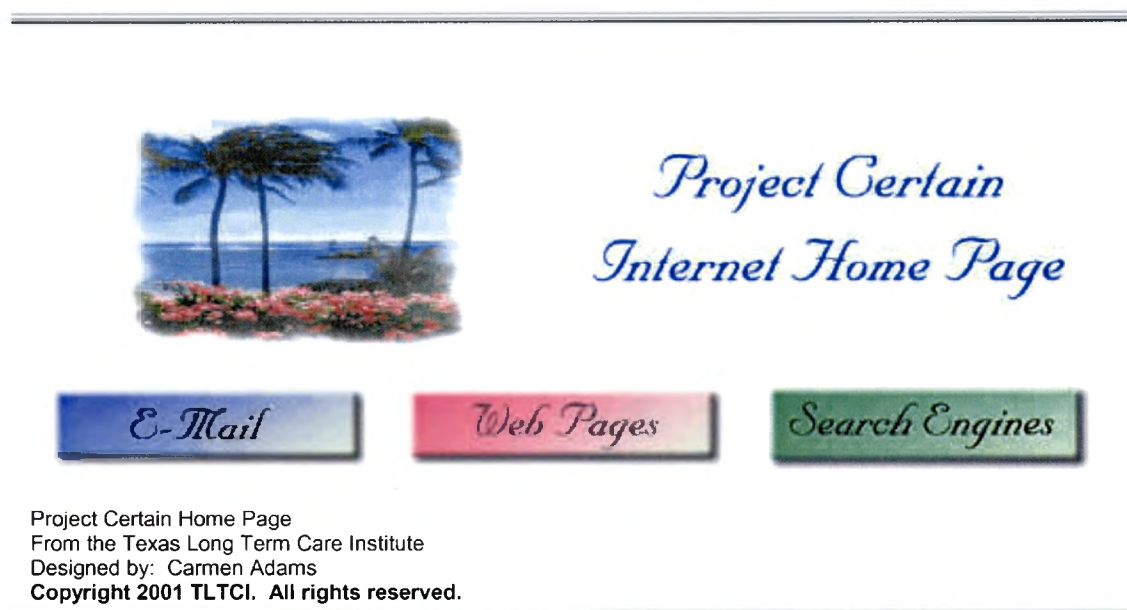 Project Certain
Internet Home Page
E-Mail
Web Pages
Search Engines
Project Certain Home Page
From the Texas Long Term Care Institute
Designed by: Carmen Adams
Copyright 2001 TLTCI. All rights reserved.